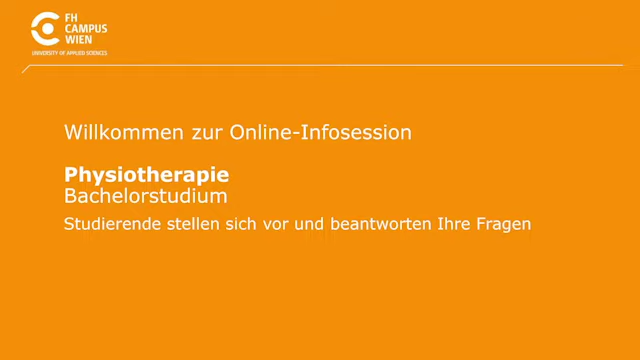 FH
CAMPUS
WIEN
UNIVERSITY OF APPLIED SCIENCES
Willkommen zur Online-Infosession
Physiotherapie
Bachelorstudium
Studierende stellen sich vor und beantworten Ihre Fragen